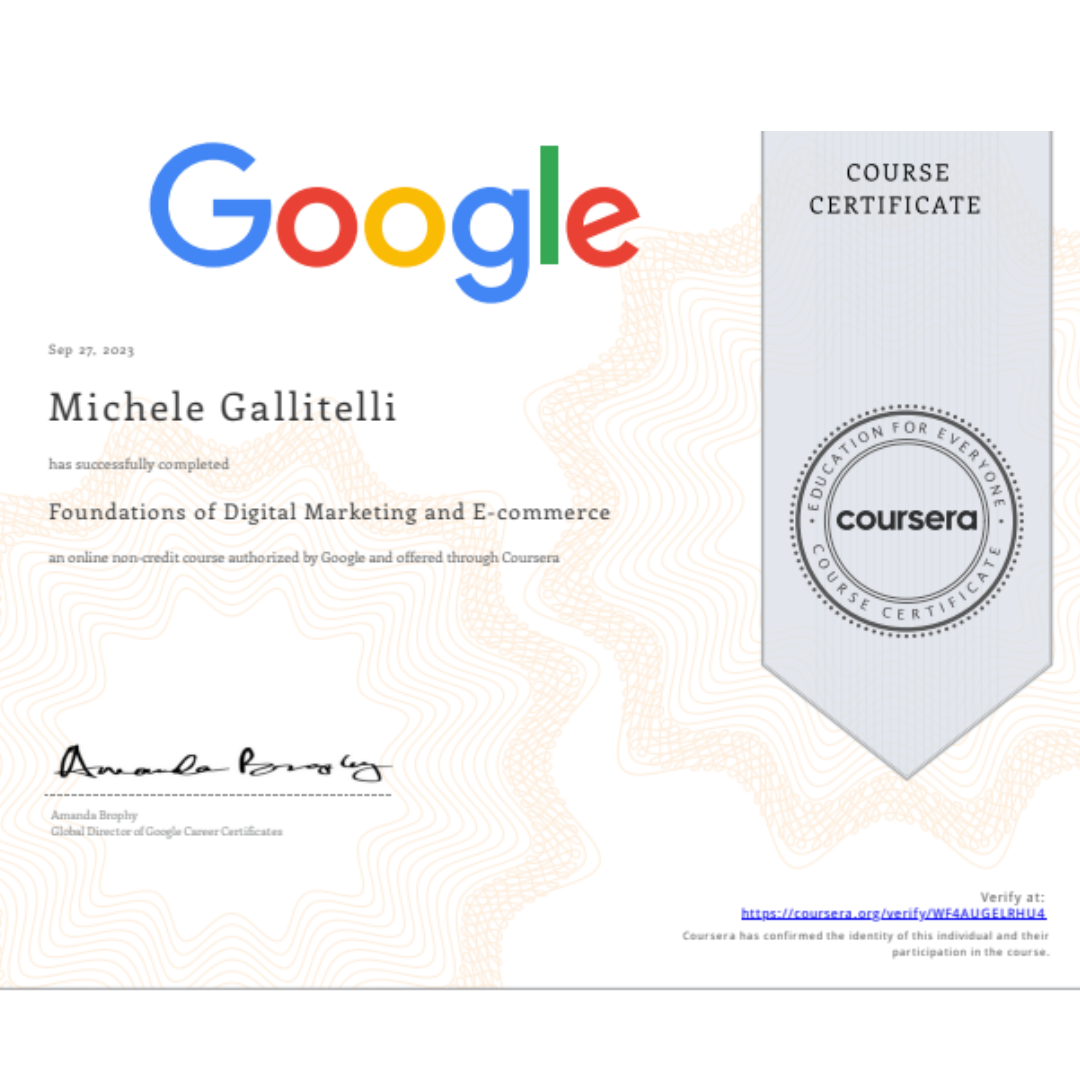 Google
COURSE
CERTIFICATE
Sep 27, 2023
Michele Gallitelli
has successfully completed
Foundations of Digital Marketing and E-commerce
an online non-credit course authorized by Google and offered through Coursera
EDUCATION FOR EVERYONE
coursera
COURSE CERTIFICATE
Amanda Brophy
Amanda Brophy
Global Director of Google Career Certificates
Verify at:
https://coursera.org/verify/WF4AUGELRHU4
Coursera has confirmed the identity of this individual and their
participation in the course.